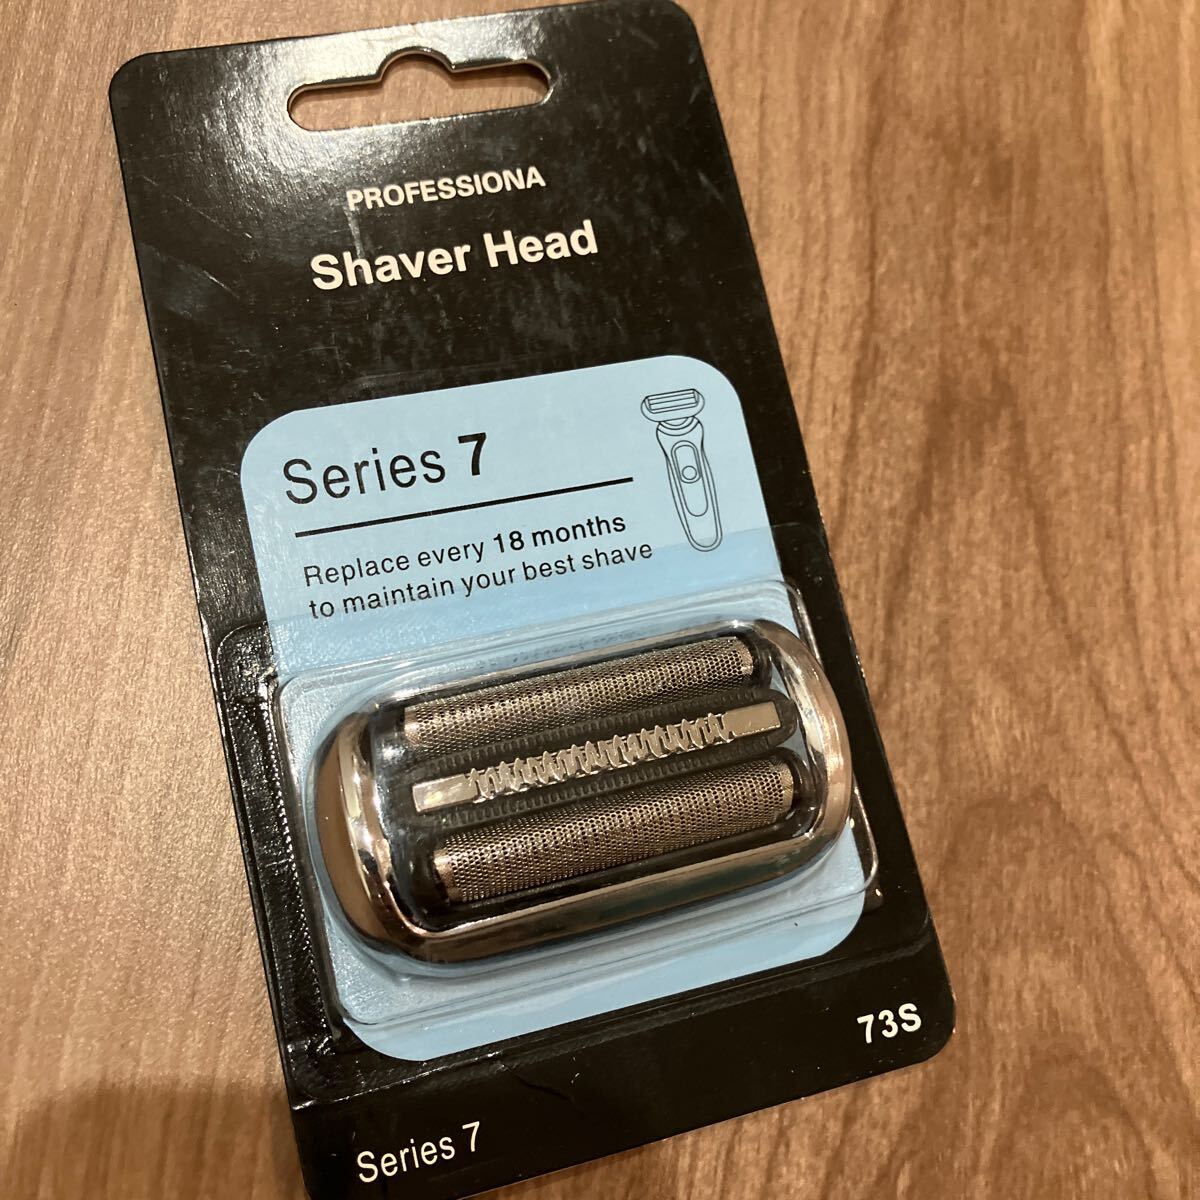 PROFESSIONA
Shaver Head
Series 7
Replace every 18 months
to maintain your best shave
73S
Series 7